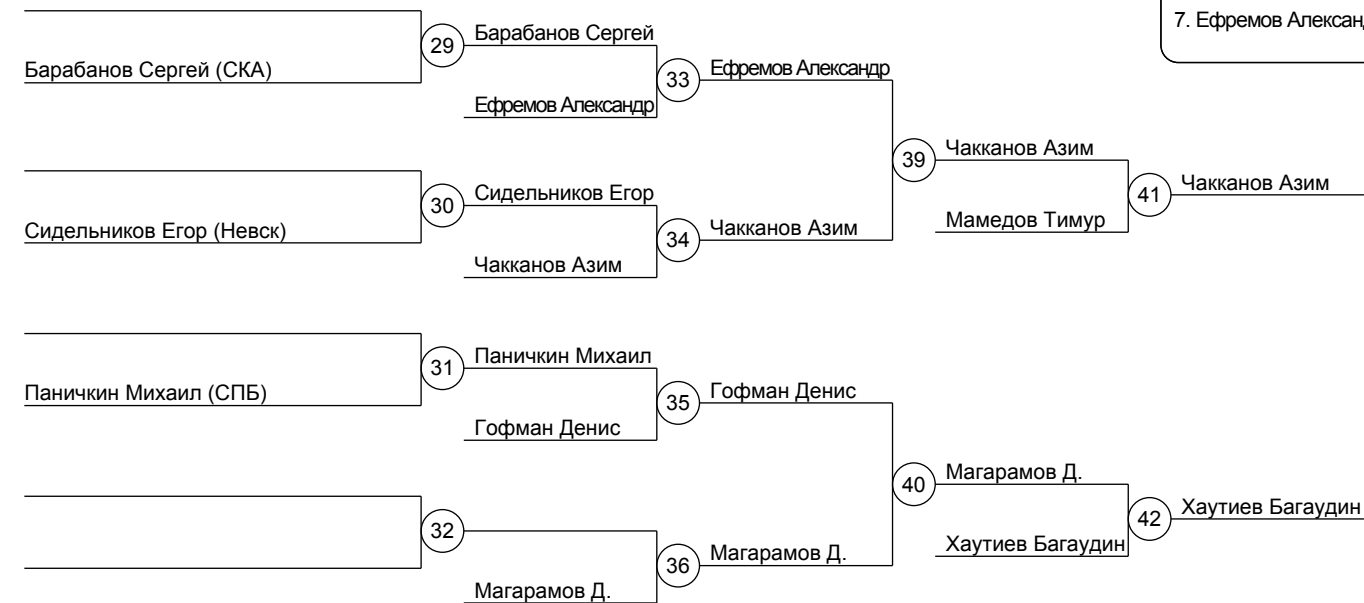 7. Ефремов Алексан
29
Барабанов Сергей
Барабанов Сергей (СКА)
33
Ефремов Александр
Ефремов Александр
39
Чакканов Азим
30
Сидельников Егор
41
Чакканов Азим
Сидельников Егор (Невск)
34
Чакканов Азим
Мамедов Тимур
Чакканов Азим
31
Паничкин Михаил
Паничкин Михаил (СПБ)
35
Гофман Денис
Гофман Денис
40
Магарамов Д.
32
42
Хаутиев Багаудин
36
Магарамов Д.
Хаутиев Багаудин
Магарамов Д.